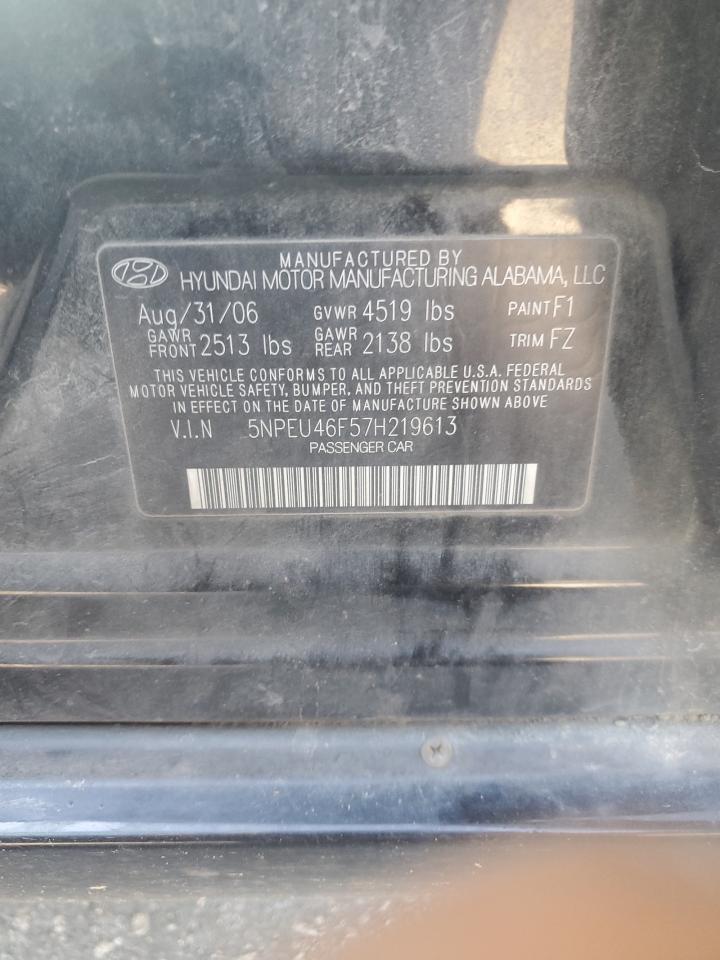 MANUFACTURED BY
HYUNDAI MOTOR MANUFACTURING ALABAMA, LLC
Aug/31/06 GVWR 4519 lbs PAINT F1
GAWR FRONT 2513 lbs GAWR REAR 2138 lbs TRIM FZ
THIS VEHICLE CONFORMS TO ALL APPLICABLE U.S.A. FEDERAL
MOTOR VEHICLE SAFETY, BUMPER, AND THEFT PREVENTION STANDARDS
IN EFFECT ON THE DATE OF MANUFACTURE SHOWN ABOVE.
V.I.N 5NPEU46F57H219613
PASSENGER CAR